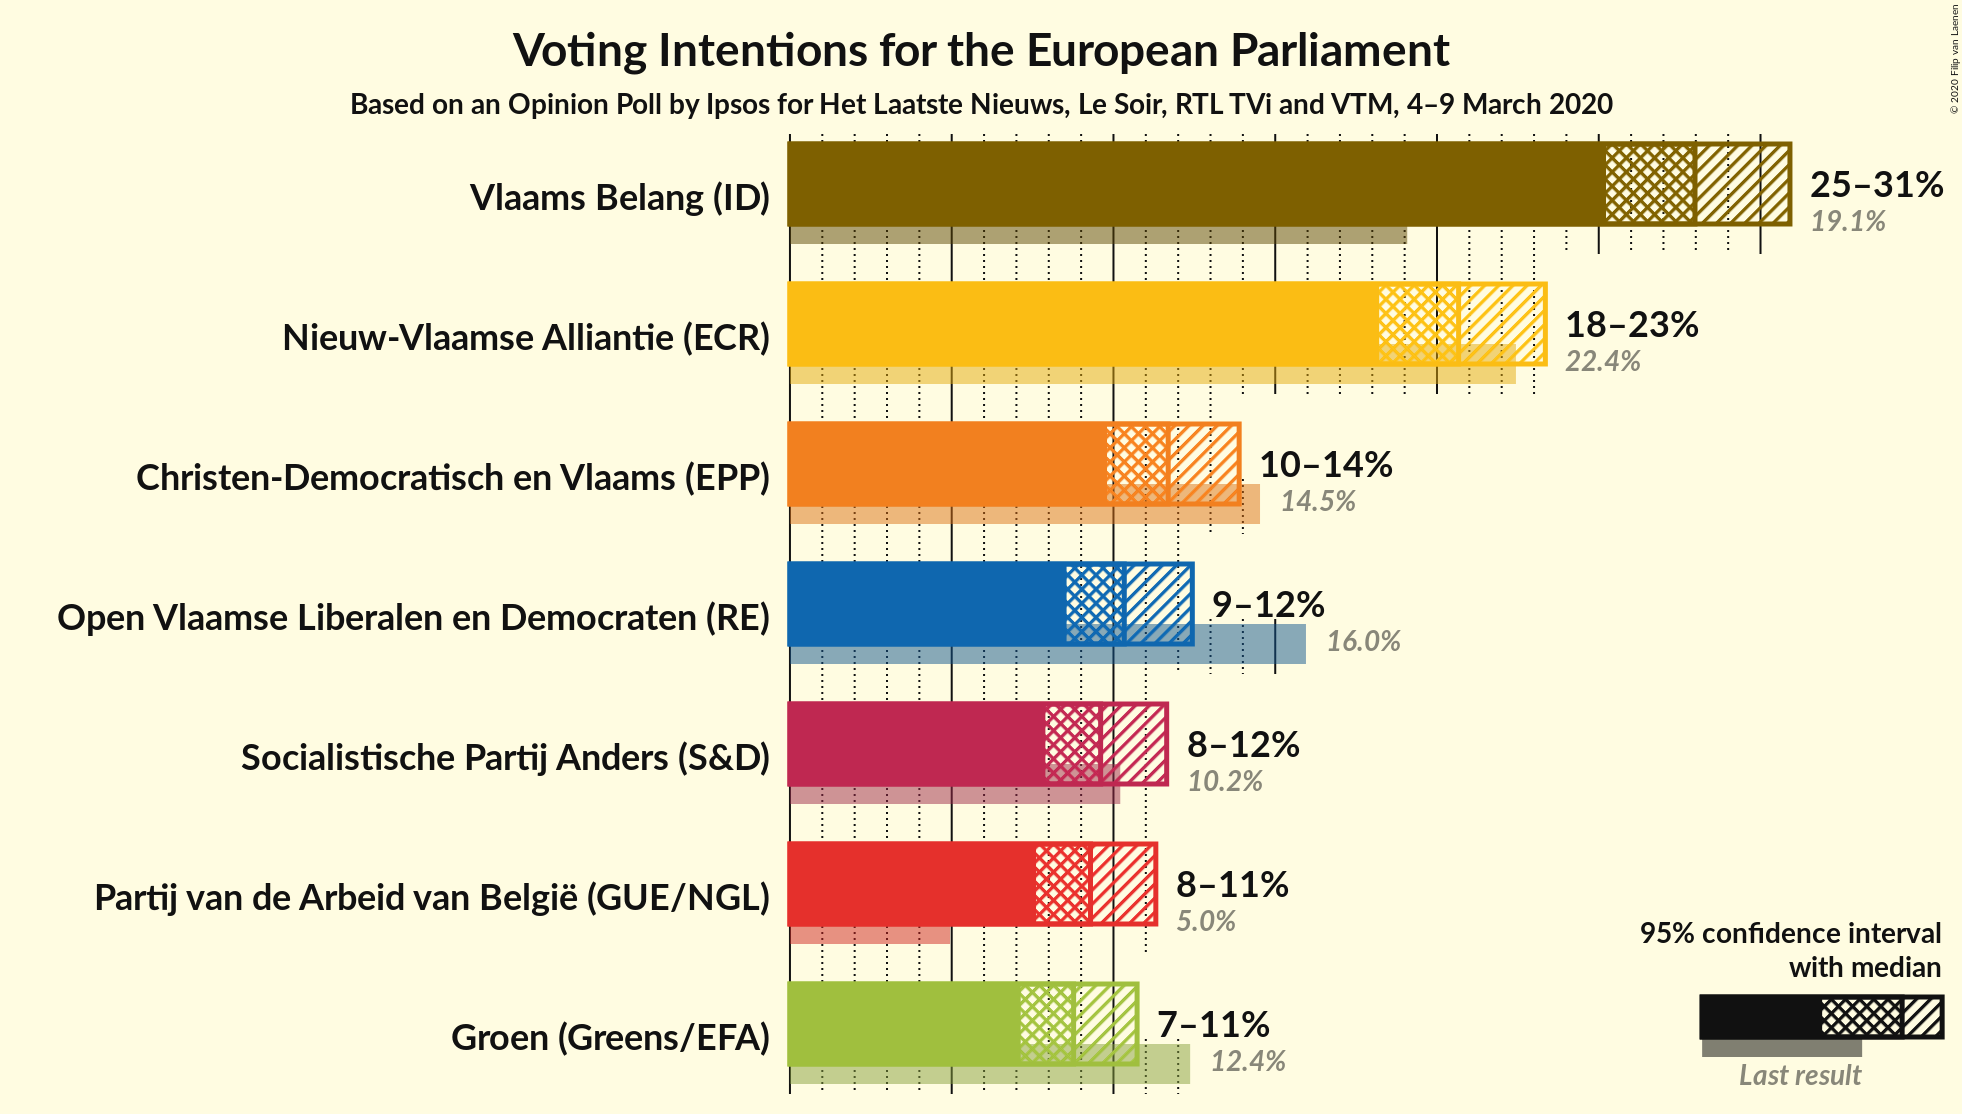 Voting Intentions for the European Parliament
Based on an Opinion Poll by Ipsos for Het Laatste Nieuws, Le Soir, RTL TVi and VTM, 4–9 March 2020
© 2020 Filip van Laenen
Vlaams Belang (ID)
25–31%
19.1%
Nieuw-Vlaamse Alliantie (ECR)
18–23%
22.4%
Christen-Democratisch en Vlaams (EPP)
10–14%
14.5%
Open Vlaamse Liberalen en Democraten (RE)
9–12%
16.0%
Socialistische Partij Anders (S&D)
8–12%
10.2%
Partij van de Arbeid van België (GUE/NGL)
8–11%
5.0%
Groen (Greens/EFA)
7–11%
12.4%
95% confidence interval
with median
Last result